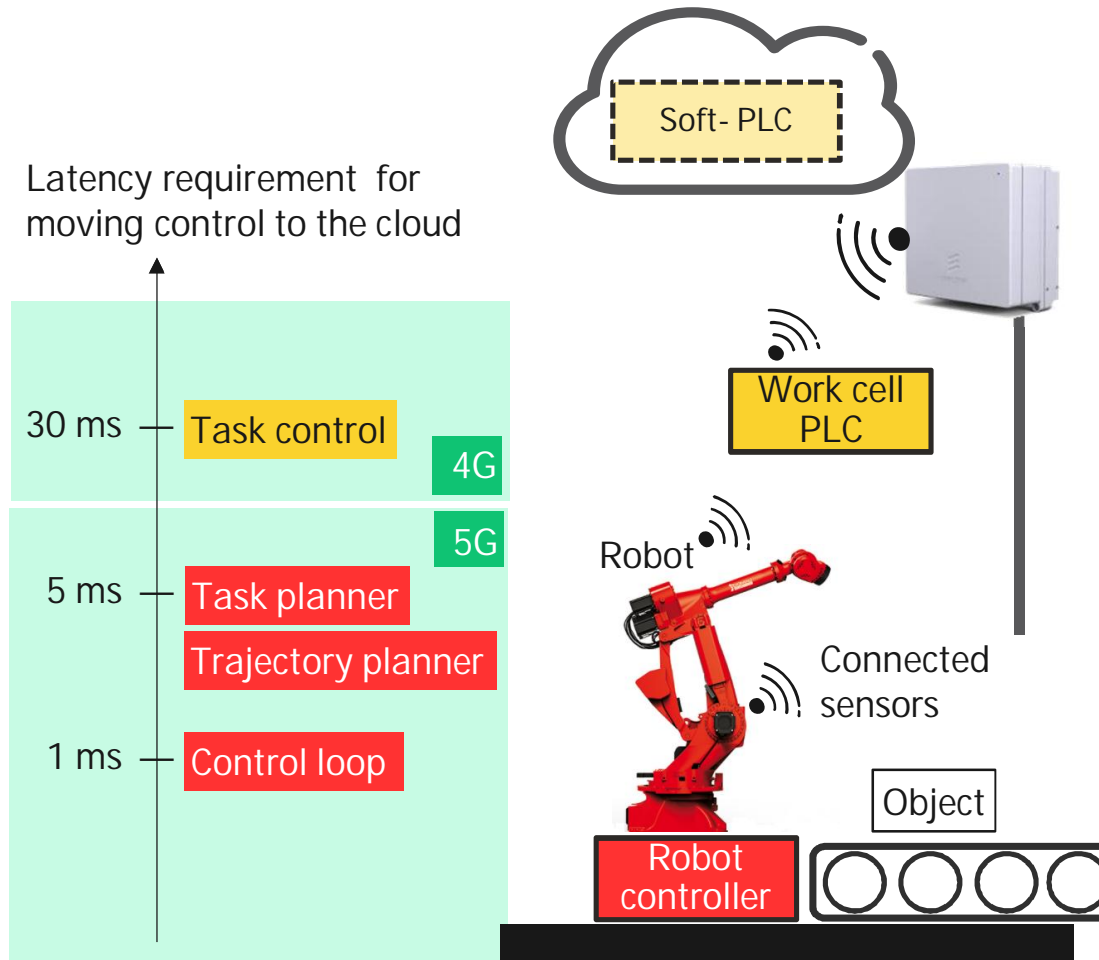 Soft- PLC
Latency requirement for
moving control to the cloud
30 ms
Task control
4G
5G
5 ms
Task planner
Trajectory planner
1 ms
Control loop
Work cell
PLC
Robot
Connected
sensors
Object
Robot
controller